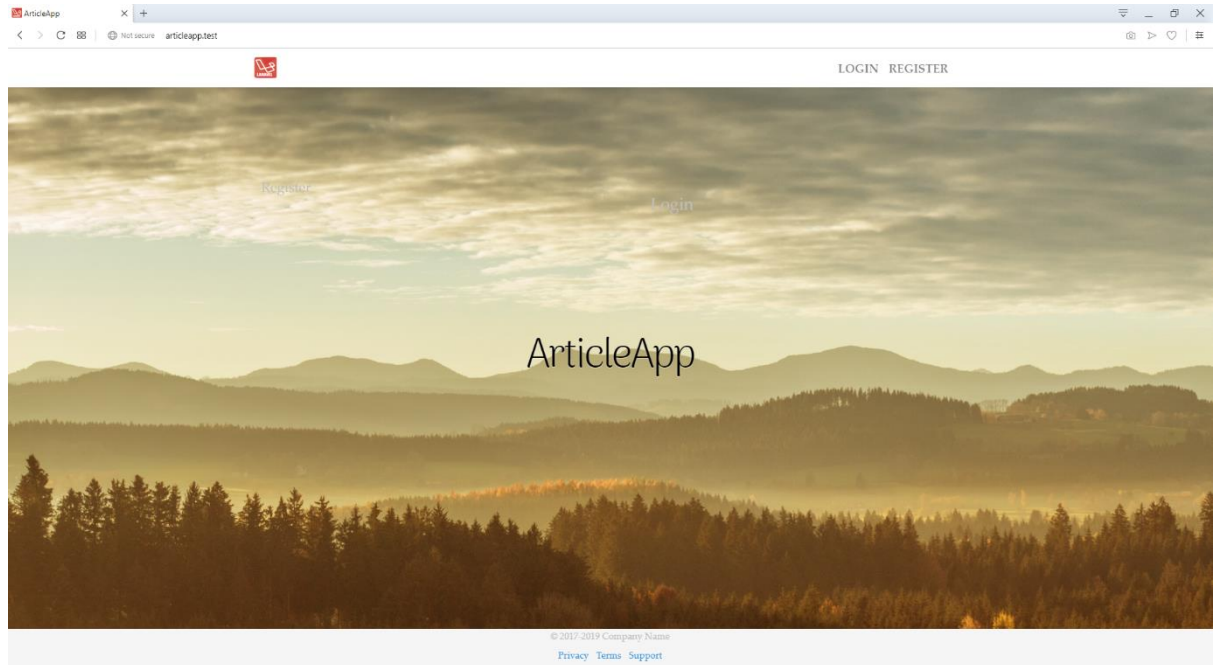 ArticleApp
Not secure articleapp.test
LOGIN REGISTER
Register
Login
ArticleApp
© 2017-2019 Company Name
Privacy Terms Support